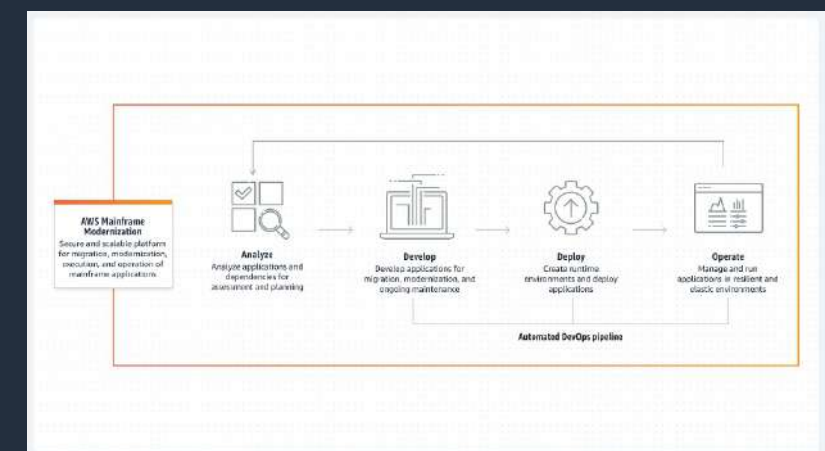 AWS Mainframe
Modernization
Secure and scalable platform
for migration, modernization,
execution, and operation of
mainframe applications
Analyze
Analyze applications and
dependencies for
assessment and planning
Develop
Develop applications for
migration, modernization, and
ongoing maintenance
Deploy
Create runtime
environments and deploy
applications
Operate
Manage and run
applications in resilient and
elastic environments
Automated DevOps pipeline